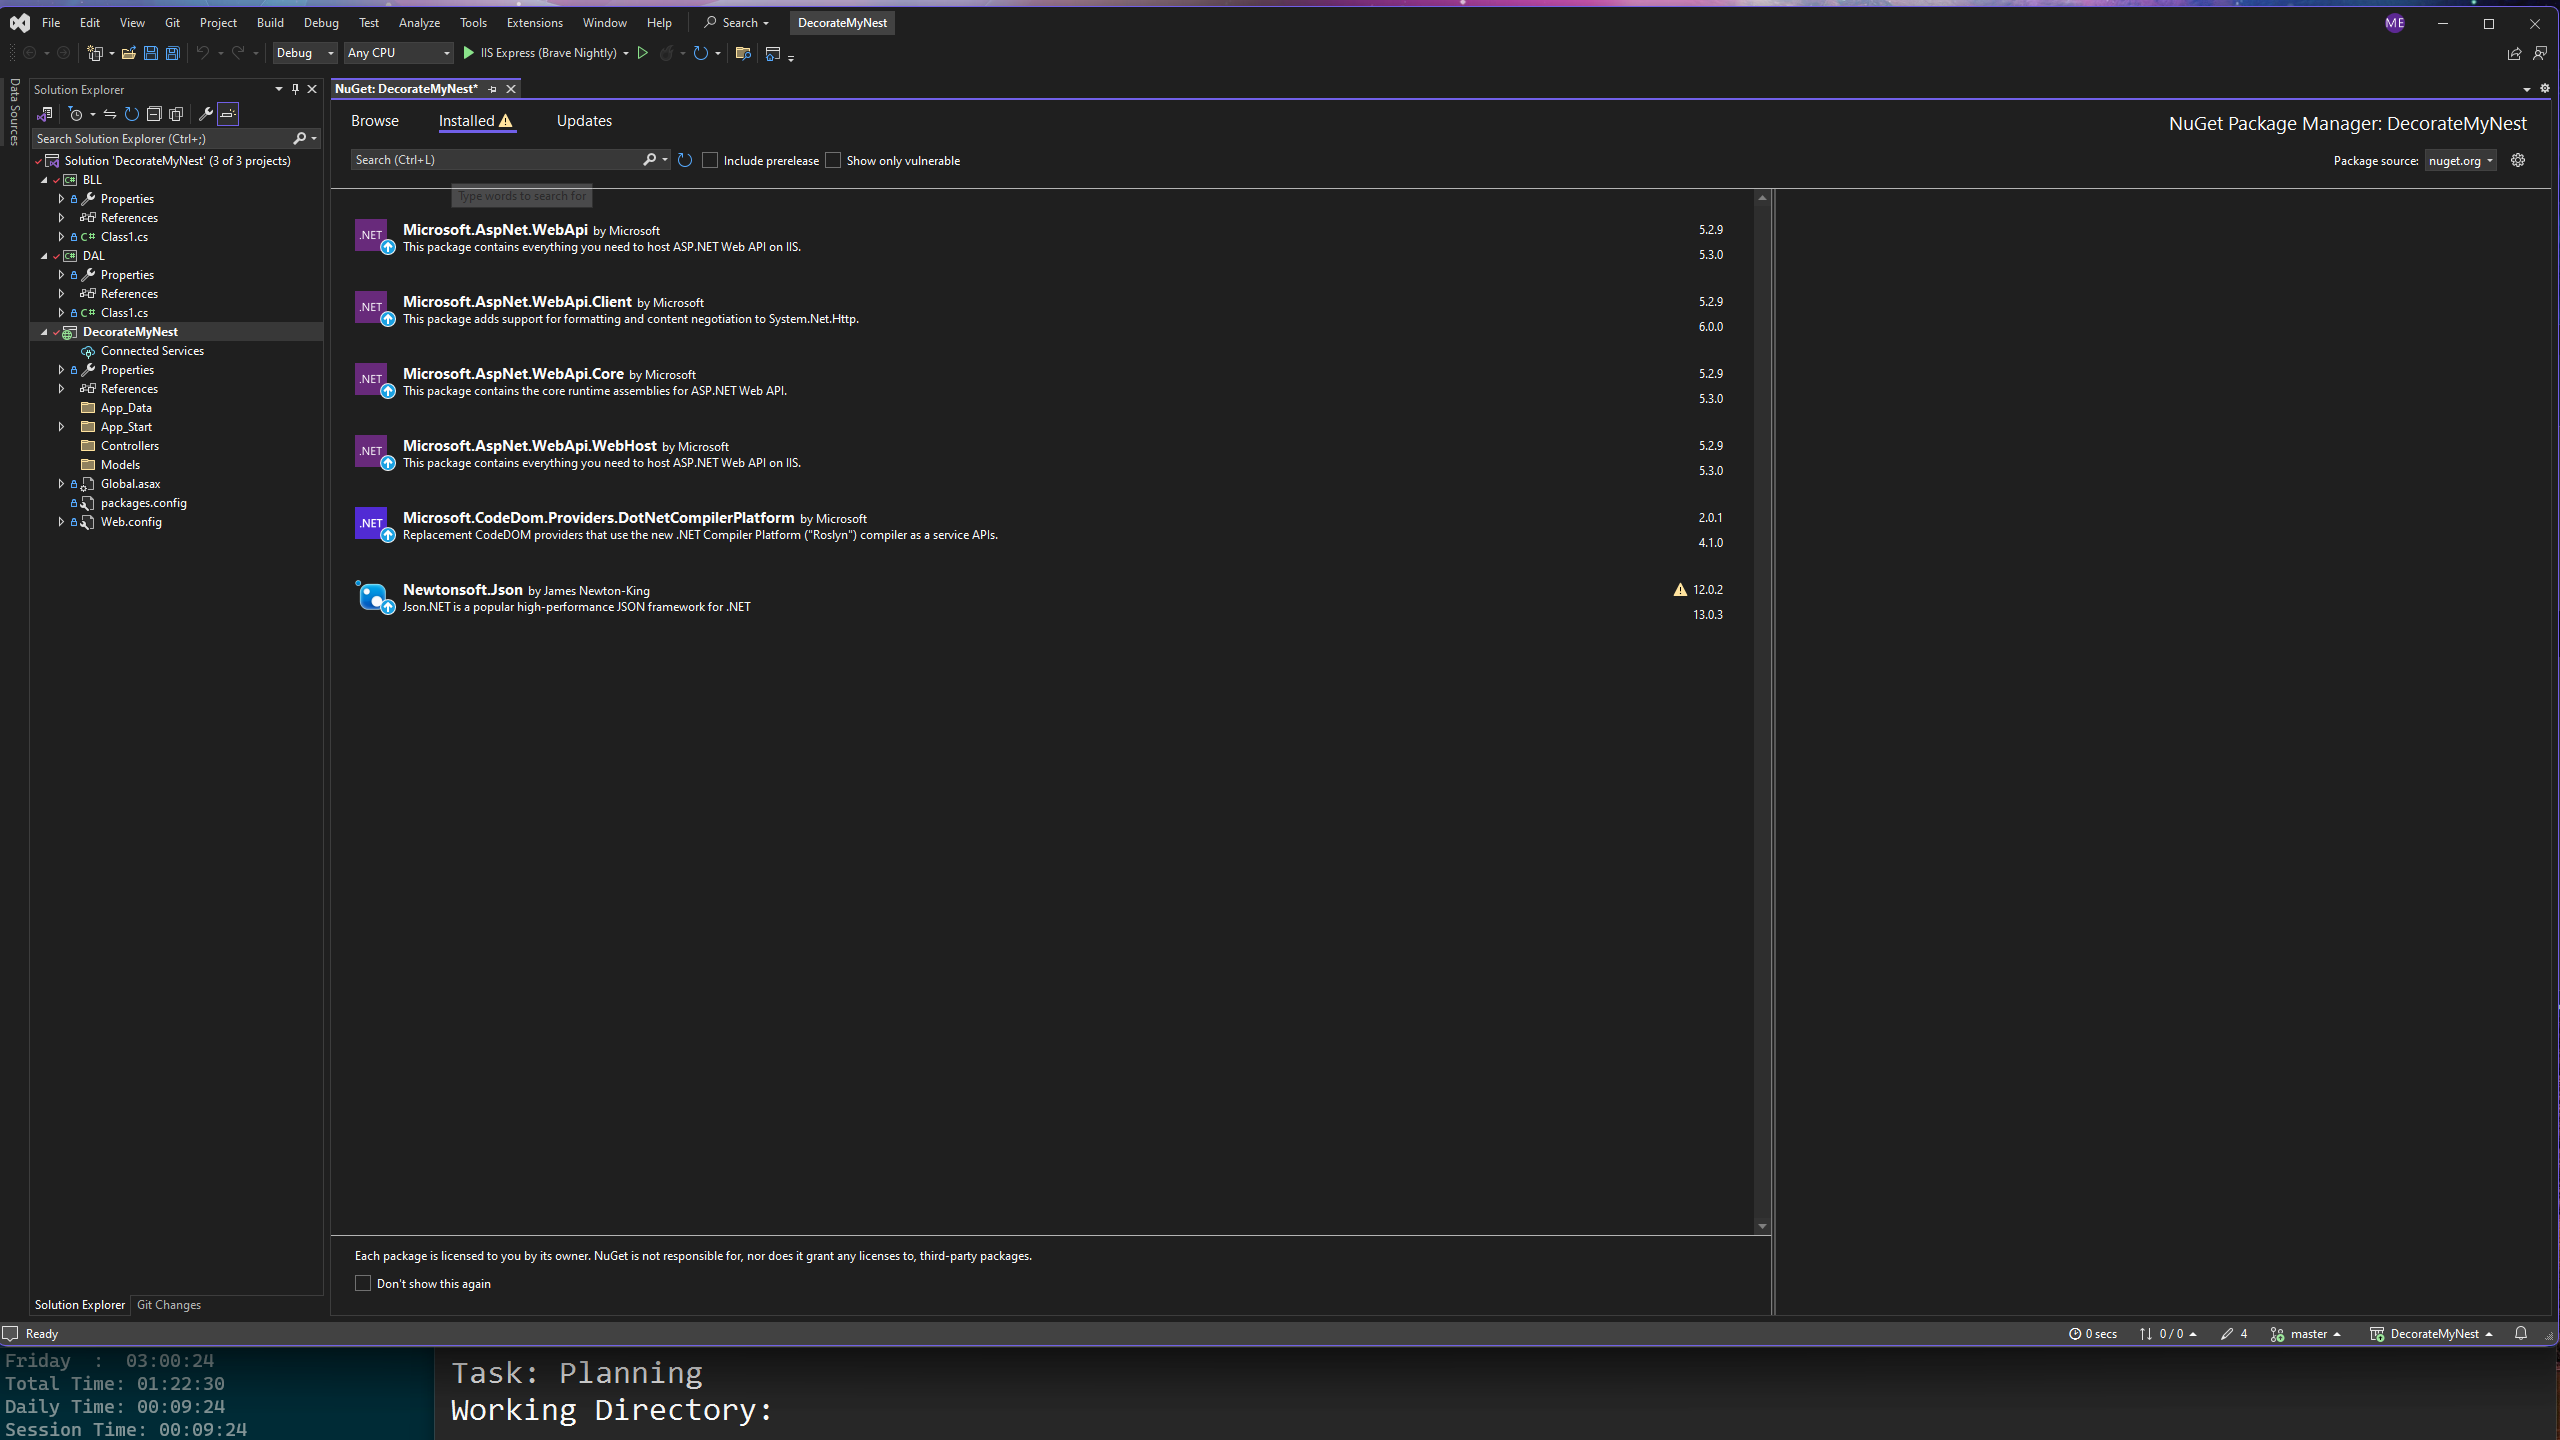 File Edit View Git Project Build Debug Test Analyze Tools Extensions Window Help Search DecorateMyNest ME
Debug Any CPU IIS Express (Brave Nightly)
Data Sources
Solution Explorer
Search Solution Explorer (Ctrl+;)
Solution 'DecorateMyNest' (3 of 3 projects)
BLL
Properties
References
C# Class1.cs
DAL
Properties
References
C# Class1.cs
DecorateMyNest
Connected Services
Properties
References
App_Data
App_Start
Controllers
Models
Global.asax
packages.config
Web.config
Solution Explorer Git Changes
NuGet: DecorateMyNest*
Browse Installed Updates
NuGet Package Manager: DecorateMyNest
Search (Ctrl+L) Include prerelease Show only vulnerable
Package source: nuget.org
Type words to search for
.NET Microsoft.AspNet.WebApi by Microsoft 5.2.9
This package contains everything you need to host ASP.NET Web API on IIS.
5.3.0
.NET Microsoft.AspNet.WebApi.Client by Microsoft 5.2.9
This package adds support for formatting and content negotiation to System.Net.Http.
6.0.0
.NET Microsoft.AspNet.WebApi.Core by Microsoft 5.2.9
This package contains the core runtime assemblies for ASP.NET Web API.
5.3.0
.NET Microsoft.AspNet.WebApi.WebHost by Microsoft 5.2.9
This package contains everything you need to host ASP.NET Web API on IIS.
5.3.0
.NET Microsoft.CodeDom.Providers.DotNetCompilerPlatform by Microsoft 2.0.1
Replacement CodeDOM providers that use the new .NET Compiler Platform ("Roslyn") compiler as a service APIs.
4.1.0
Newtonsoft.Json by James Newton-King 12.0.2
Json.NET is a popular high-performance JSON framework for .NET
13.0.3
Each package is licensed to you by its owner. NuGet is not responsible for, nor does it grant any licenses to, third-party packages.
Don't show this again
Ready 0 secs 0 / 0 4 master DecorateMyNest
Friday : 03:00:24
Total Time: 01:22:30
Daily Time: 00:09:24
Session Time: 00:09:24
Task: Planning
Working Directory: